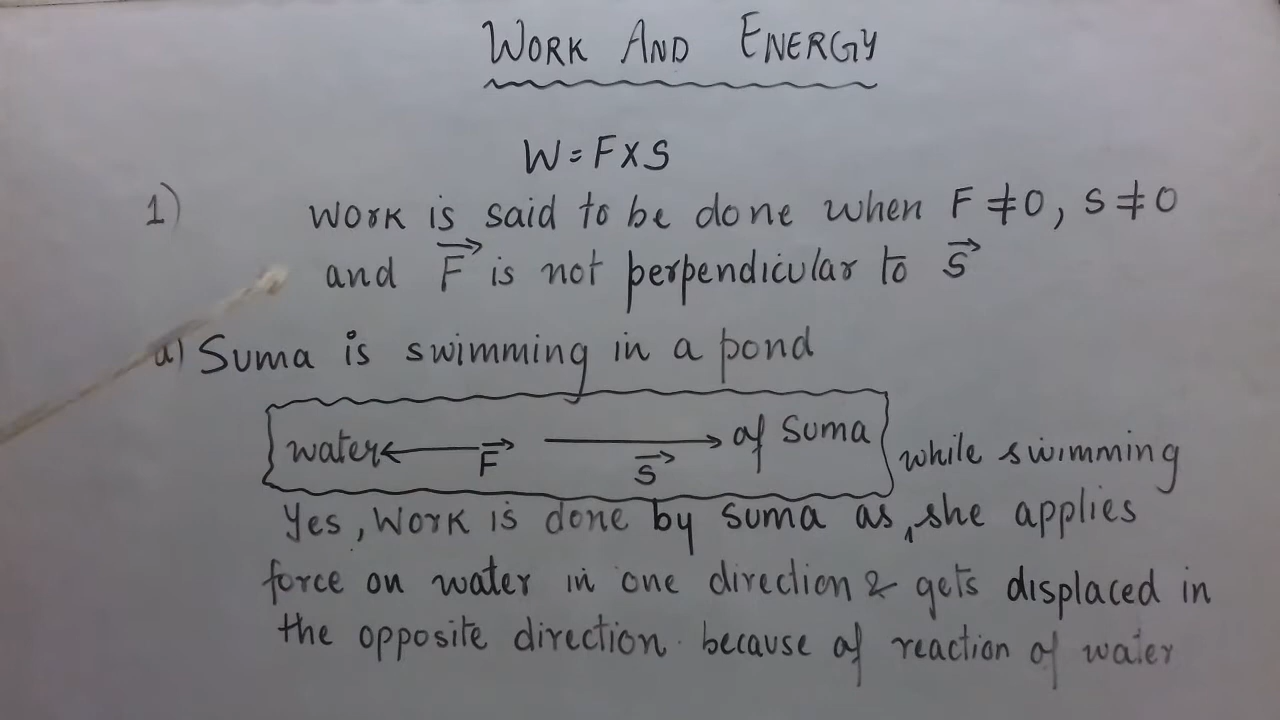 WORK AND ENERGY
W = F X S
1) Work is said to be done when F ≠ 0, S ≠ 0
and F⃗ is not perpendicular to S⃗
a) Suma is swimming in a pond
water ← F⃗ → S⃗ of Suma
while swimming
Yes, Work is done by Suma as, she applies
force on water in one direction & gets displaced in
the opposite direction because of reaction of water